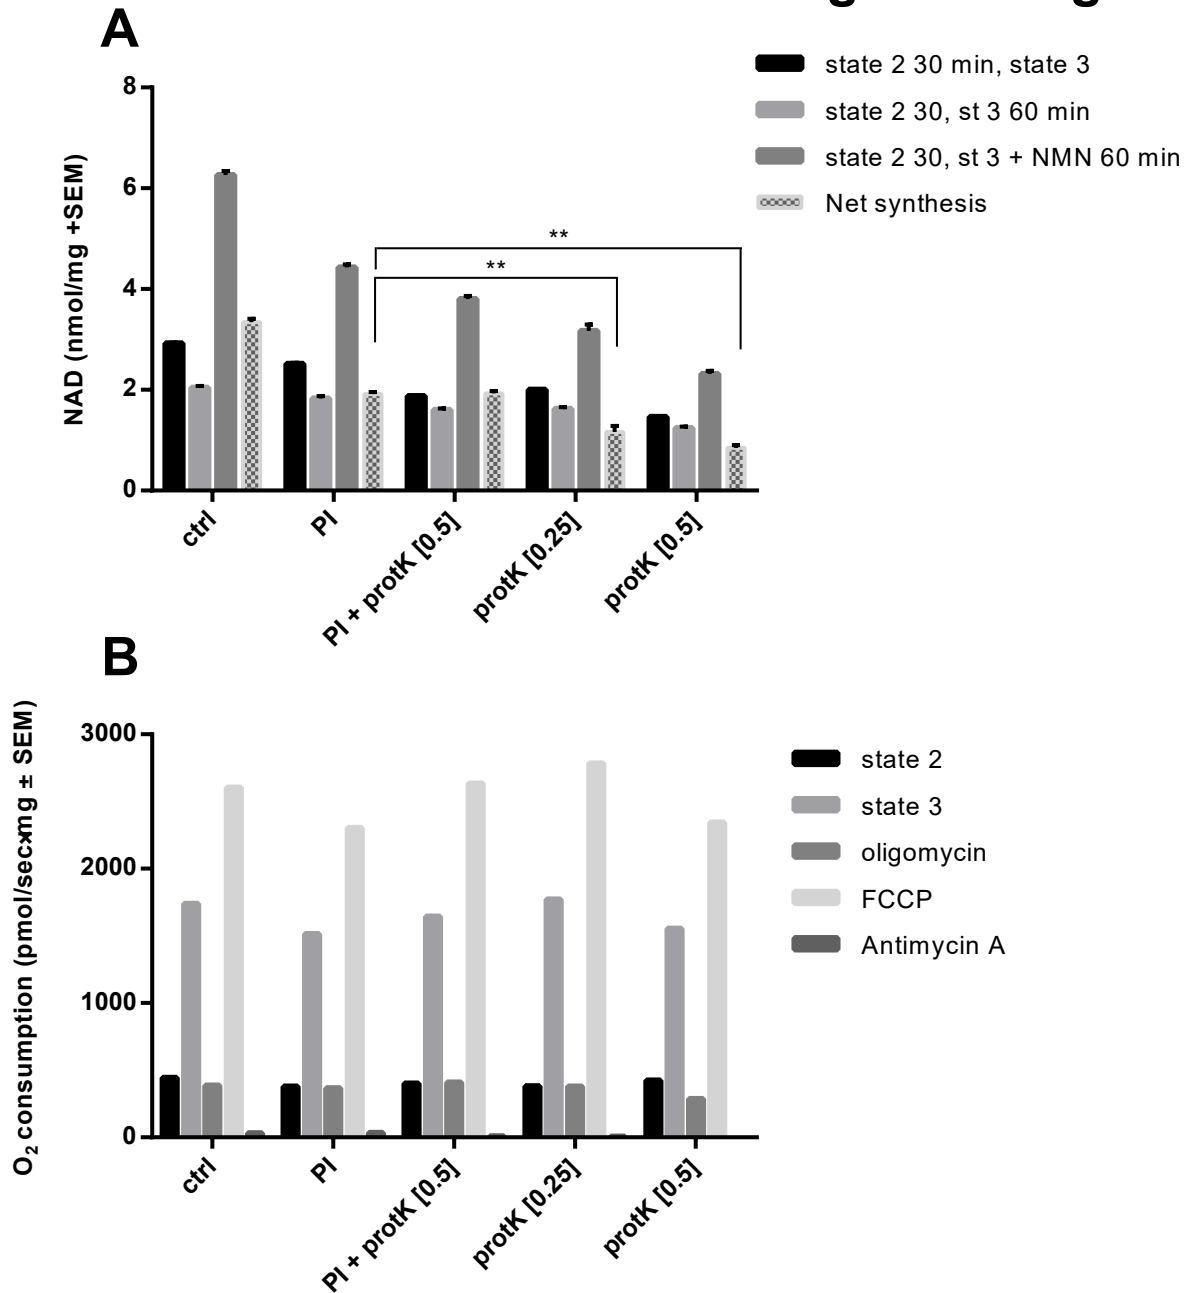 A
state 2 30 min, state 3
state 2 30, st 3 60 min
state 2 30, st 3 + NMN 60 min
Net synthesis
NAD (nmol/mg +SEM)
8
6
4
2
0
**
**
ctrl
PI
PI + protK [0.5]
protK [0.25]
protK [0.5]
B
O2 consumption (pmol/sec×mg ± SEM)
3000
2000
1000
0
state 2
state 3
oligomycin
FCCP
Antimycin A
ctrl
PI
PI + protK [0.5]
protK [0.25]
protK [0.5]